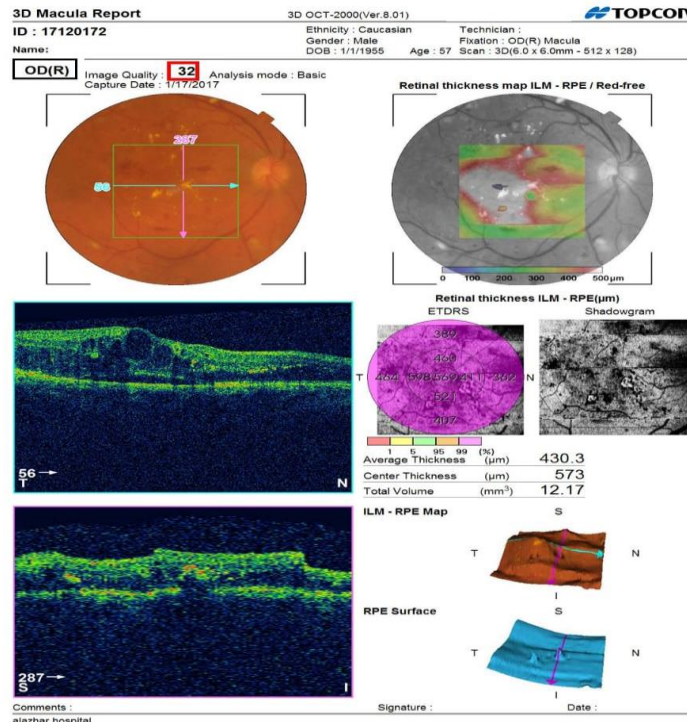 3D Macula Report 3D OCT-2000(Ver.8.01) TOPCON
ID : 17120172 Ethnicity : Caucasian Technician :
Gender : Male Fixation : OD(R) Macula
Name: DOB : 1/1/1955 Age : 57 Scan : 3D(6.0 x 6.0mm - 512 x 128)
OD(R) Image Quality : 32 Analysis mode : Basic
Capture Date : 1/17/2017
Retinal thickness map ILM - RPE / Red-free
287
56
0 100 200 300 400 500μm
Retinal thickness ILM - RPE(μm)
ETDRS Shadowgram
389
460
T 464 598 569 411 362 N
521
407
1 5 95 99 (%)
Average Thickness (μm) 430.3
Center Thickness (μm) 573
Total Volume (mm³) 12.17
56
T N
ILM - RPE Map S
T N
I
RPE Surface S
T N
I
287
S I
Comments : Signature : Date :
alazhar hospital